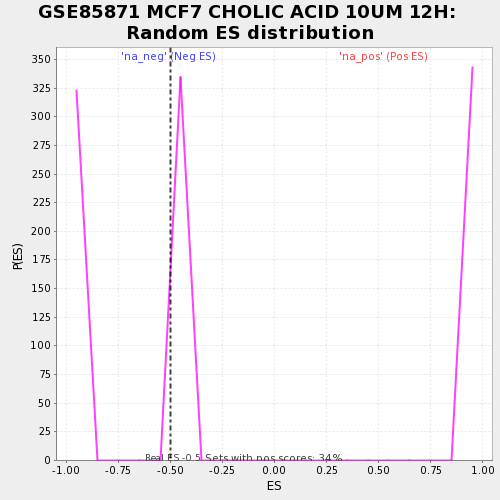 GSE85871 MCF7 CHOLIC ACID 10UM 12H:
Random ES distribution
'na_neg' (Neg ES) 'na_pos' (Pos ES)
350
325
300
275
250
225
200
175
150
125
100
75
50
25
0
P(ES)
Real ES -0.5 Sets with pos scores: 34%
-1.00 -0.75 -0.50 -0.25 0.00 0.25 0.50 0.75 1.00
ES